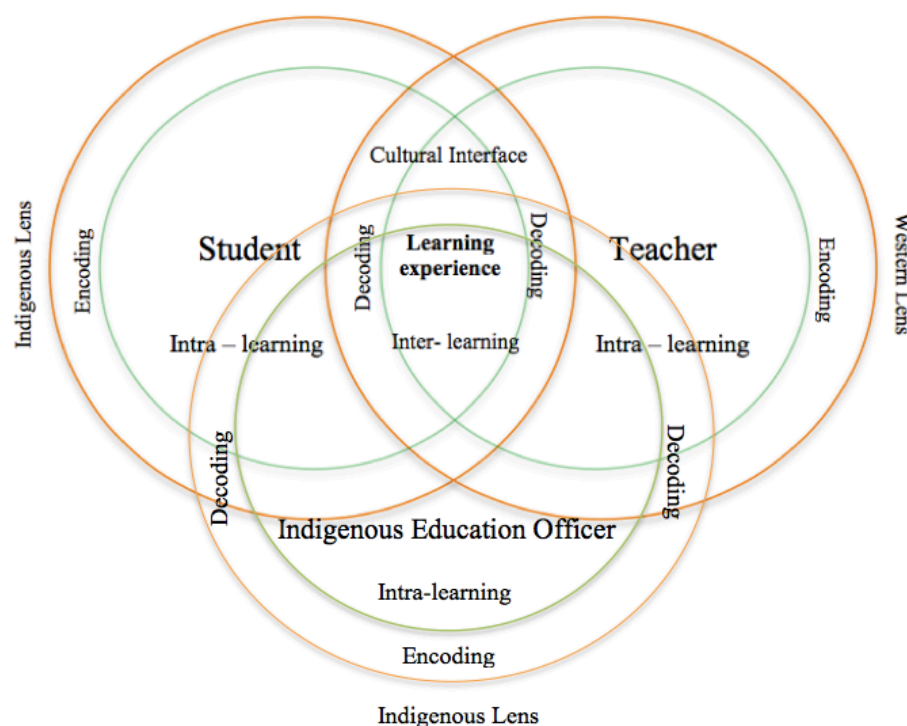 Cultural Interface
Indigenous Lens
Encoding
Student
Decoding
Learning
experience
Decoding
Teacher
Encoding
Western Lens
Intra – learning
Inter- learning
Intra – learning
Decoding
Decoding
Indigenous Education Officer
Intra-learning
Encoding
Indigenous Lens